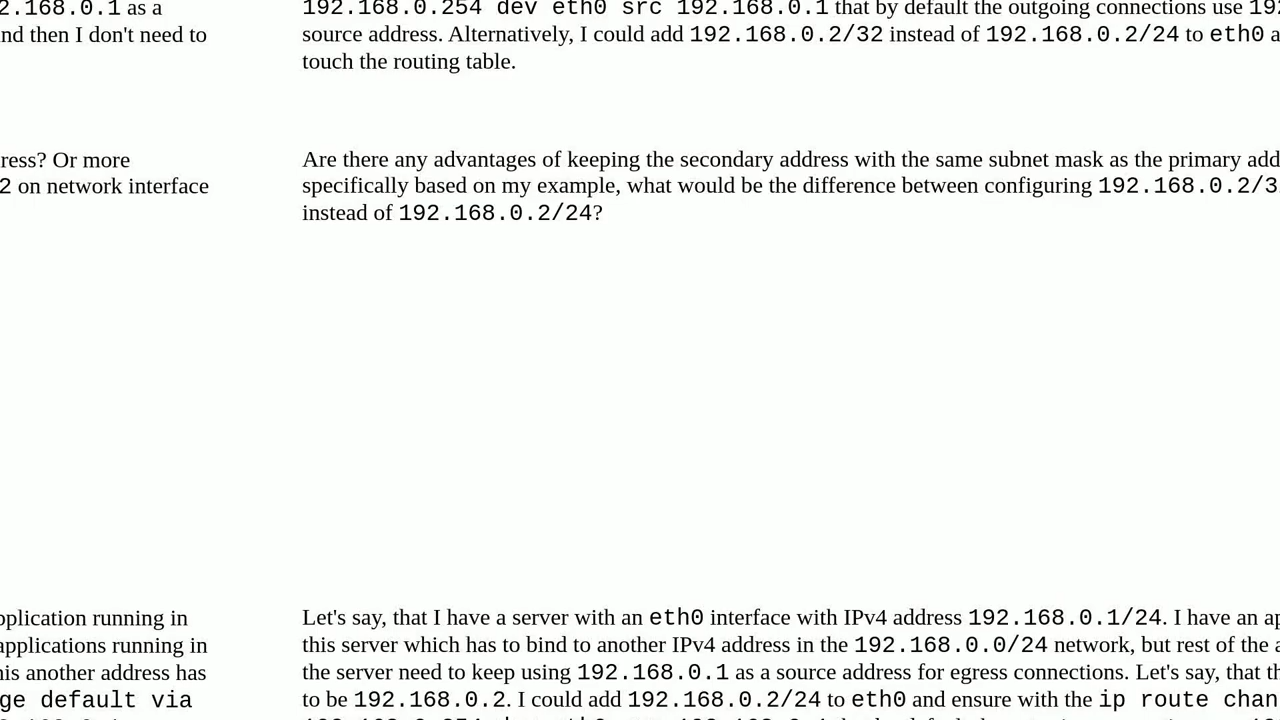 2.168.0.1 as a
nd then I don't need to
ress? Or more
2 on network interface
pplication running in
applications running in
his another address has
ge default via
192.168.0.254 dev eth0 src 192.168.0.1 that by default the outgoing connections use 19
source address. Alternatively, I could add 192.168.0.2/32 instead of 192.168.0.2/24 to eth0 a
touch the routing table.
Are there any advantages of keeping the secondary address with the same subnet mask as the primary add
specifically based on my example, what would be the difference between configuring 192.168.0.2/3
instead of 192.168.0.2/24?
Let's say, that I have a server with an eth0 interface with IPv4 address 192.168.0.1/24. I have an ap
this server which has to bind to another IPv4 address in the 192.168.0.0/24 network, but rest of the a
the server need to keep using 192.168.0.1 as a source address for egress connections. Let's say, that th
to be 192.168.0.2. I could add 192.168.0.2/24 to eth0 and ensure with the ip route chan